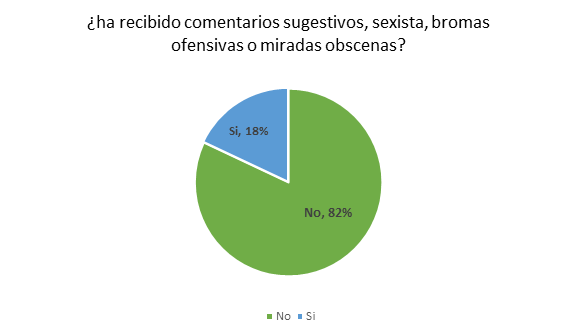 ¿ha recibido comentarios sugestivos, sexista, bromas
ofensivas o miradas obscenas?
Si, 18%
No, 82%
No Si